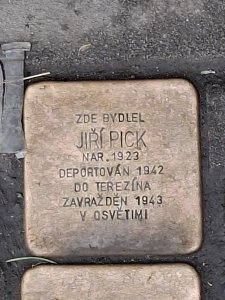 ZDE BYDLEL
JIŘÍ PICK
NAR. 1923
DEPORTOVÁN 1942
DO TEREZÍNA
ZAVRAŽDĚN 1943
V OSVĚTIMI